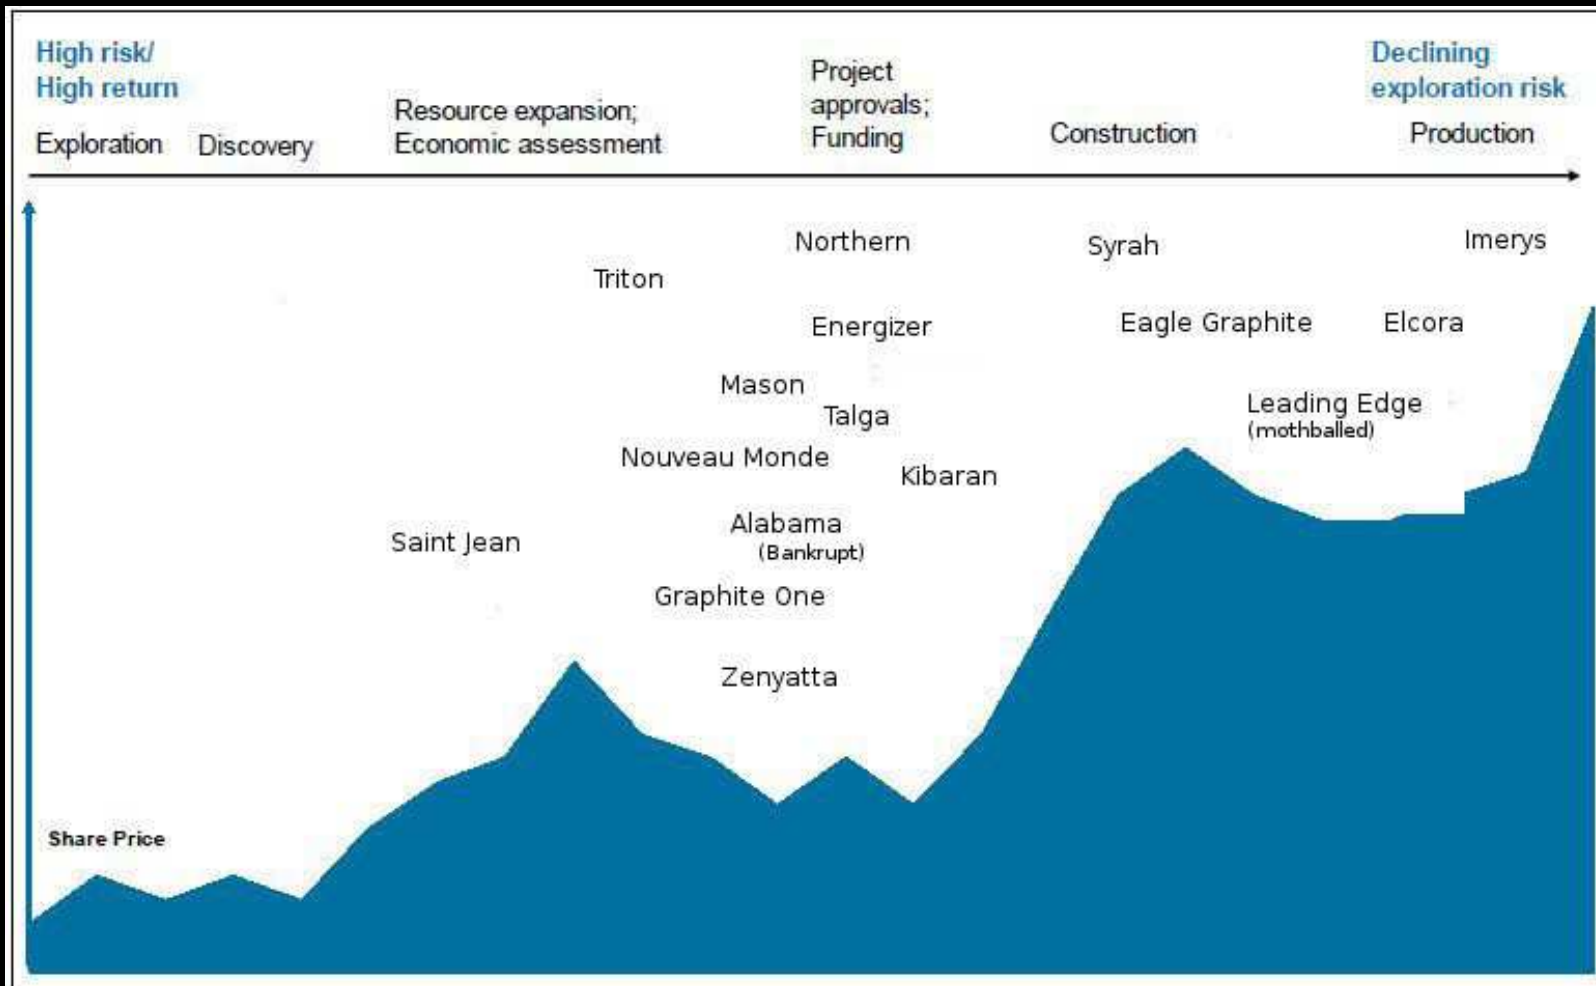 High risk/
High return
Declining
exploration risk
Exploration
Discovery
Resource expansion;
Economic assessment
Project
approvals;
Funding
Construction
Production
Northern
Syrah
Imerys
Triton
Energizer
Eagle Graphite
Elcora
Mason
Talga
Leading Edge
(mothballed)
Nouveau Monde
Kibaran
Alabama
(Bankrupt)
Saint Jean
Graphite One
Zenyatta
Share Price